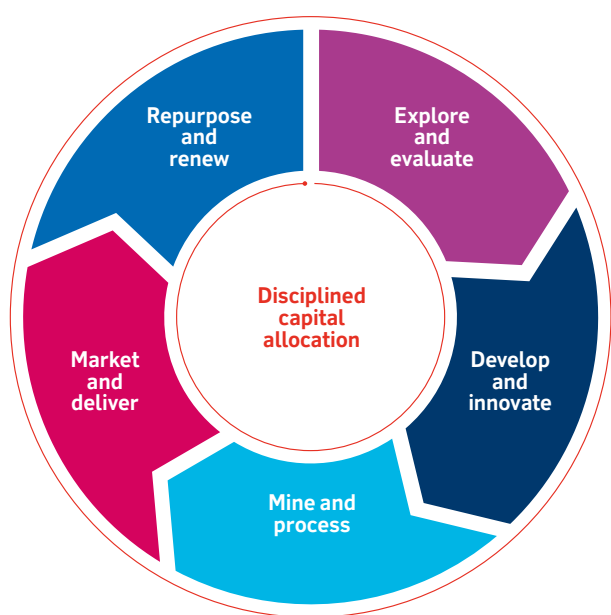 Explore
and
evaluate
Develop
and
innovate
Mine and
process
Market
and
deliver
Repurpose
and
renew
Disciplined
capital
allocation